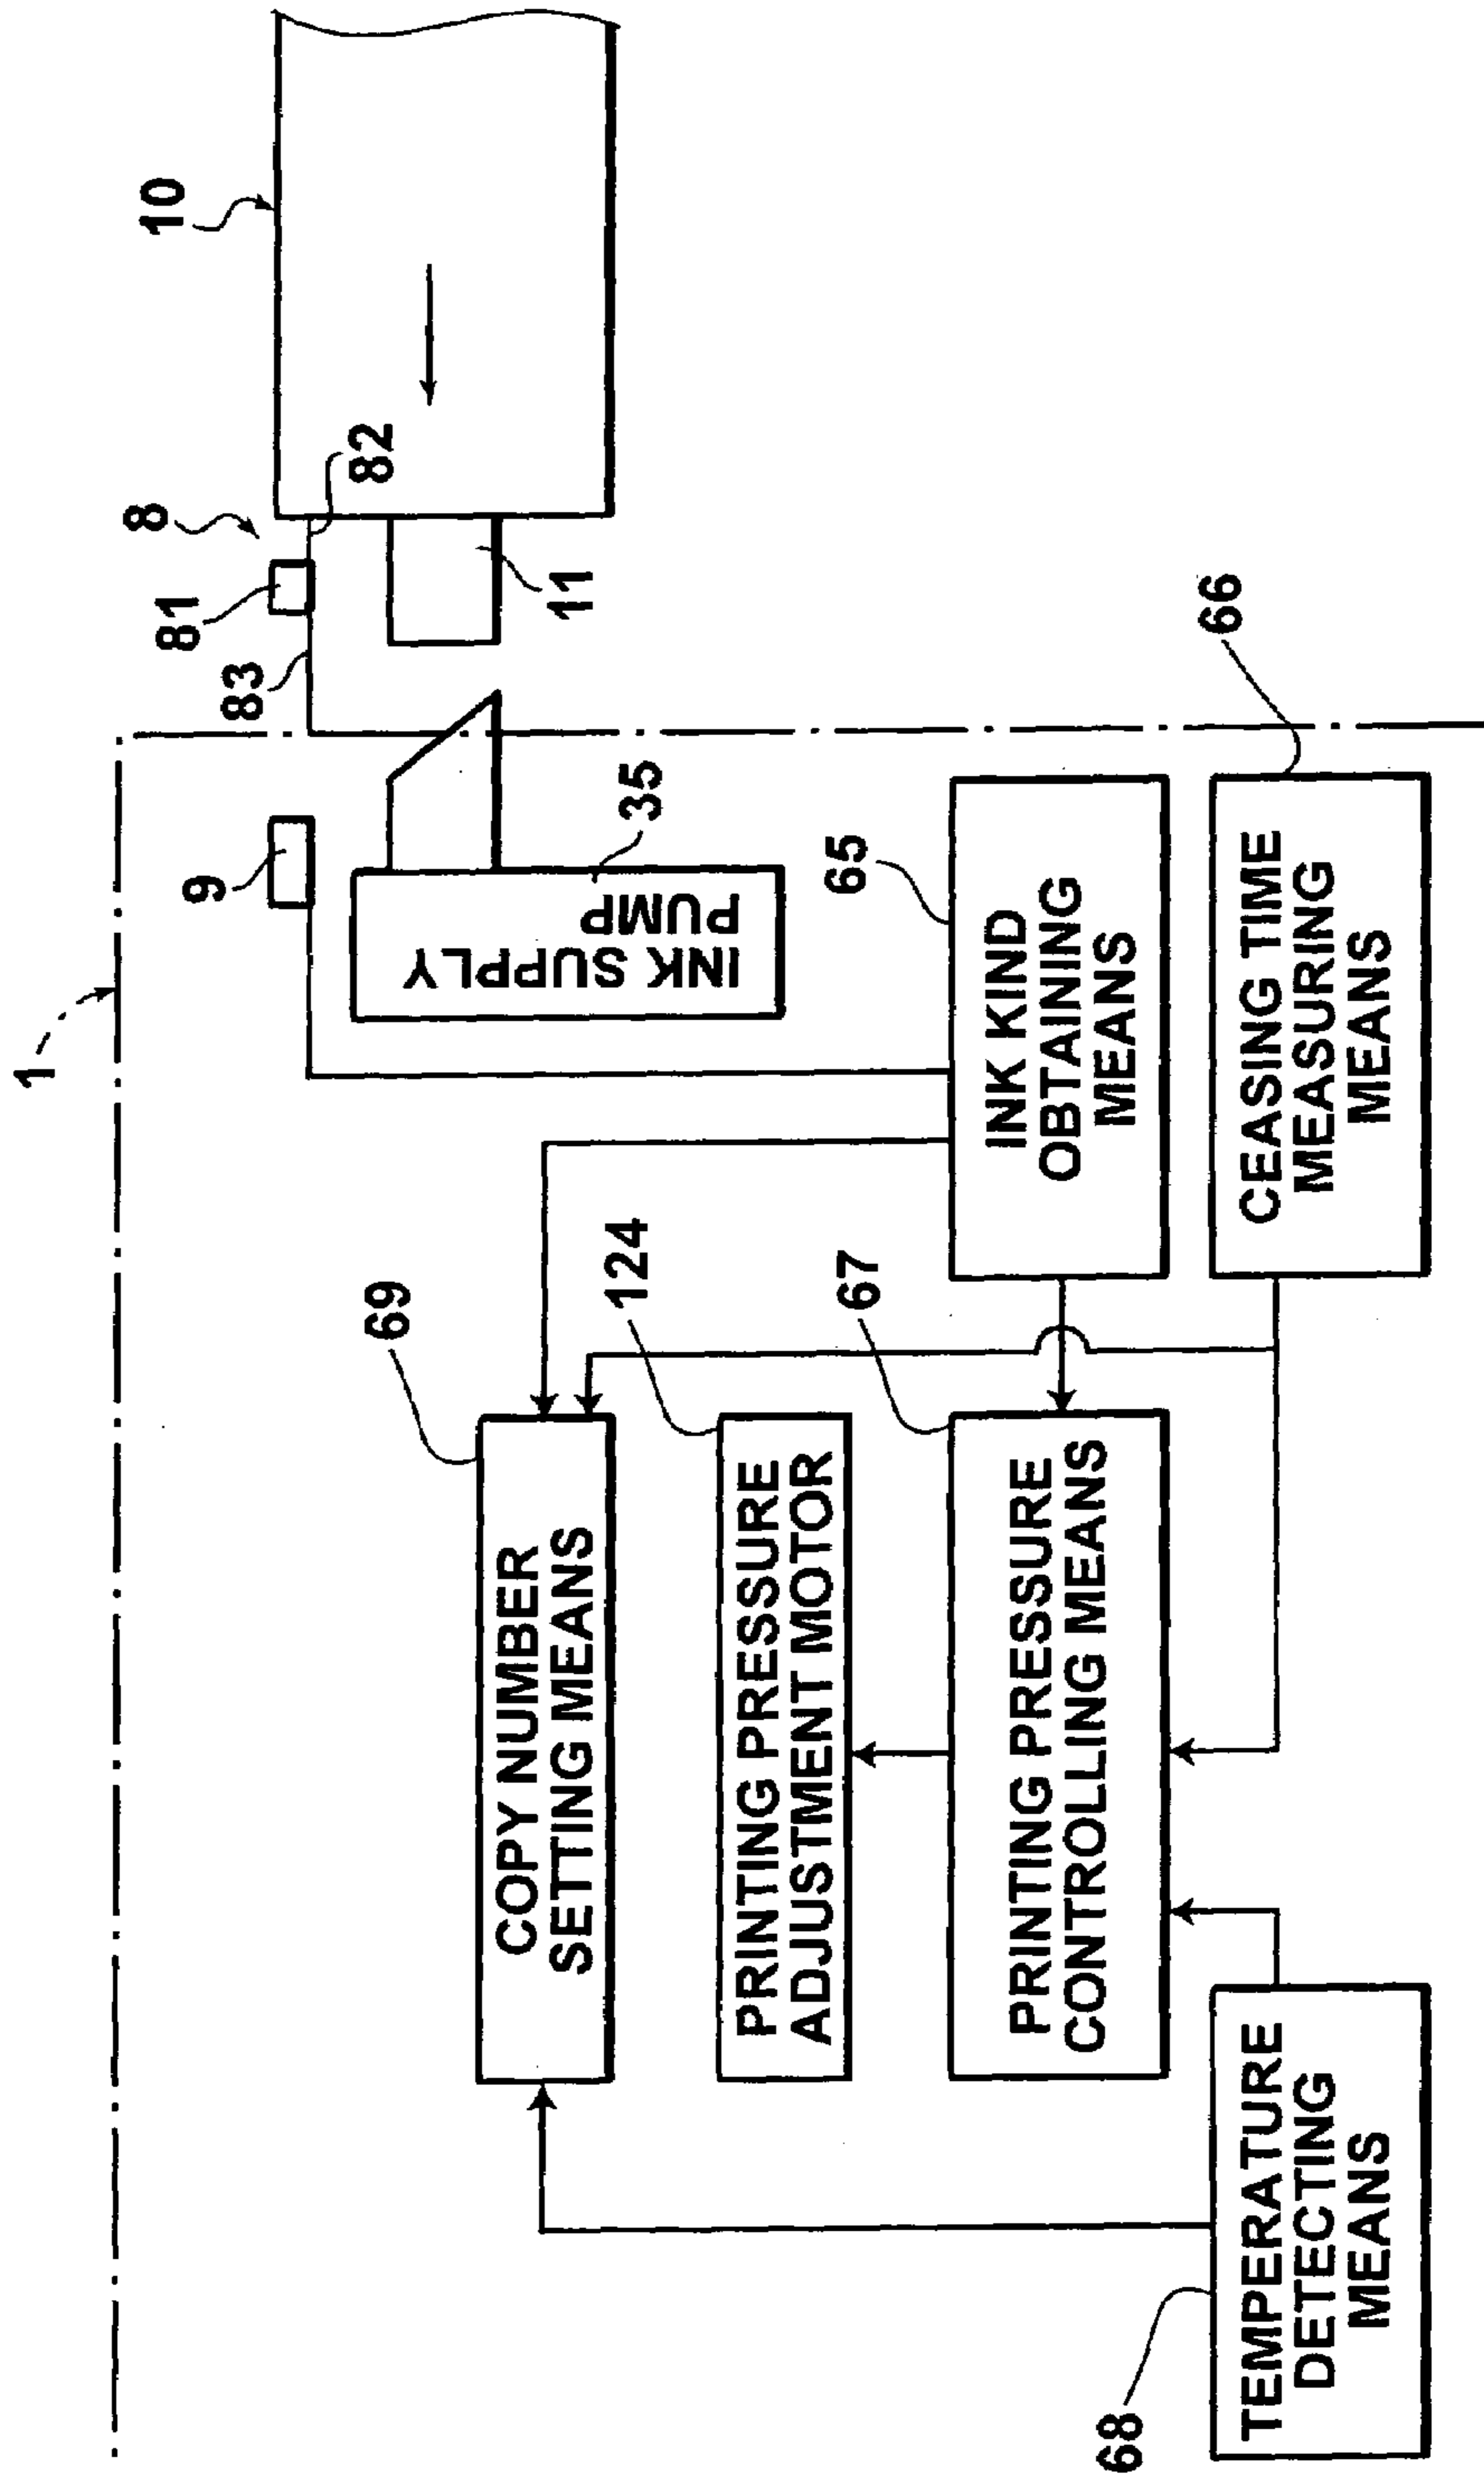 1
69
COPY NUMBER
SETTING MEANS
124
PRINTING PRESSURE
ADJUSTMENT MOTOR
67
PRINTING PRESSURE
CONTROLLING MEANS
68
TEMPERATURE
DETECTING
MEANS
9
INK SUPPLY
PUMP
35
65
INK KIND
OBTAINING
MEANS
66
CEASING TIME
MEASURING
MEANS
8
81
83
82
10
11